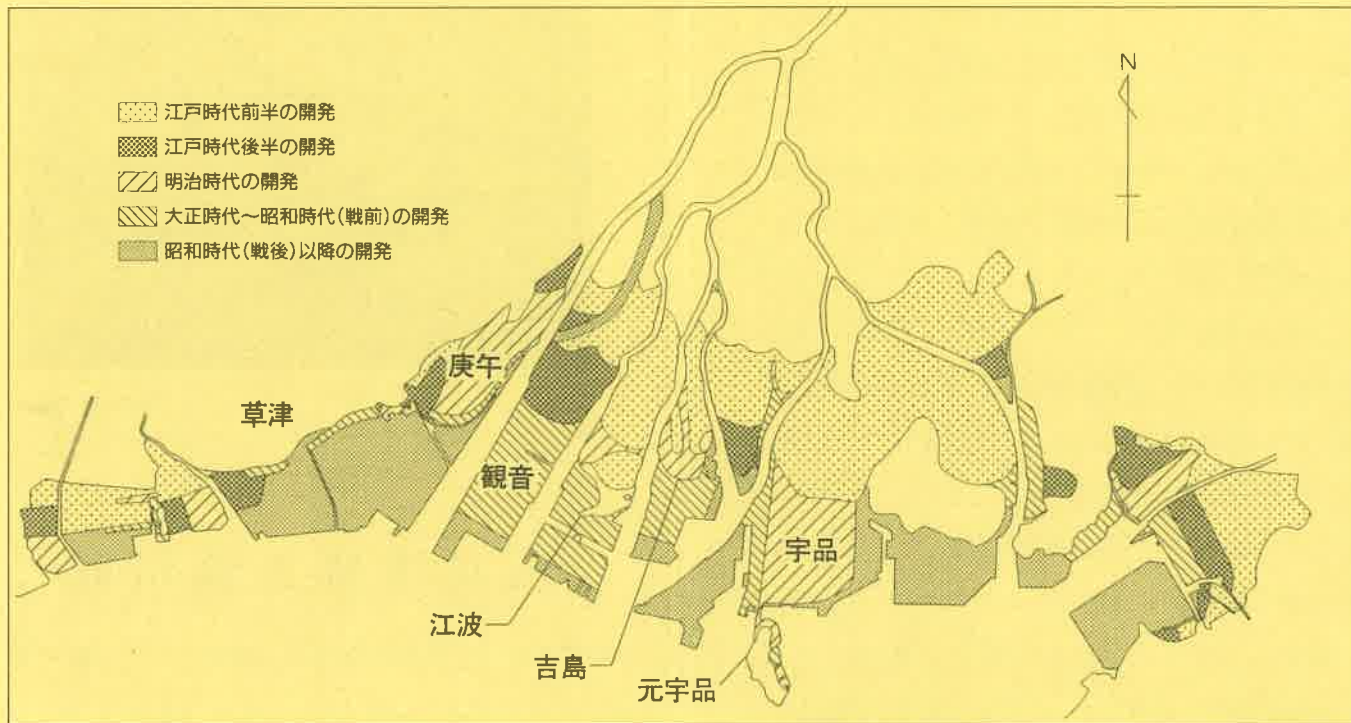 N
江戸時代前半の開発
江戸時代後半の開発
明治時代の開発
大正時代～昭和時代(戦前)の開発
昭和時代(戦後)以降の開発
庚午
草津
観音
宇品
江波
吉島
元宇品